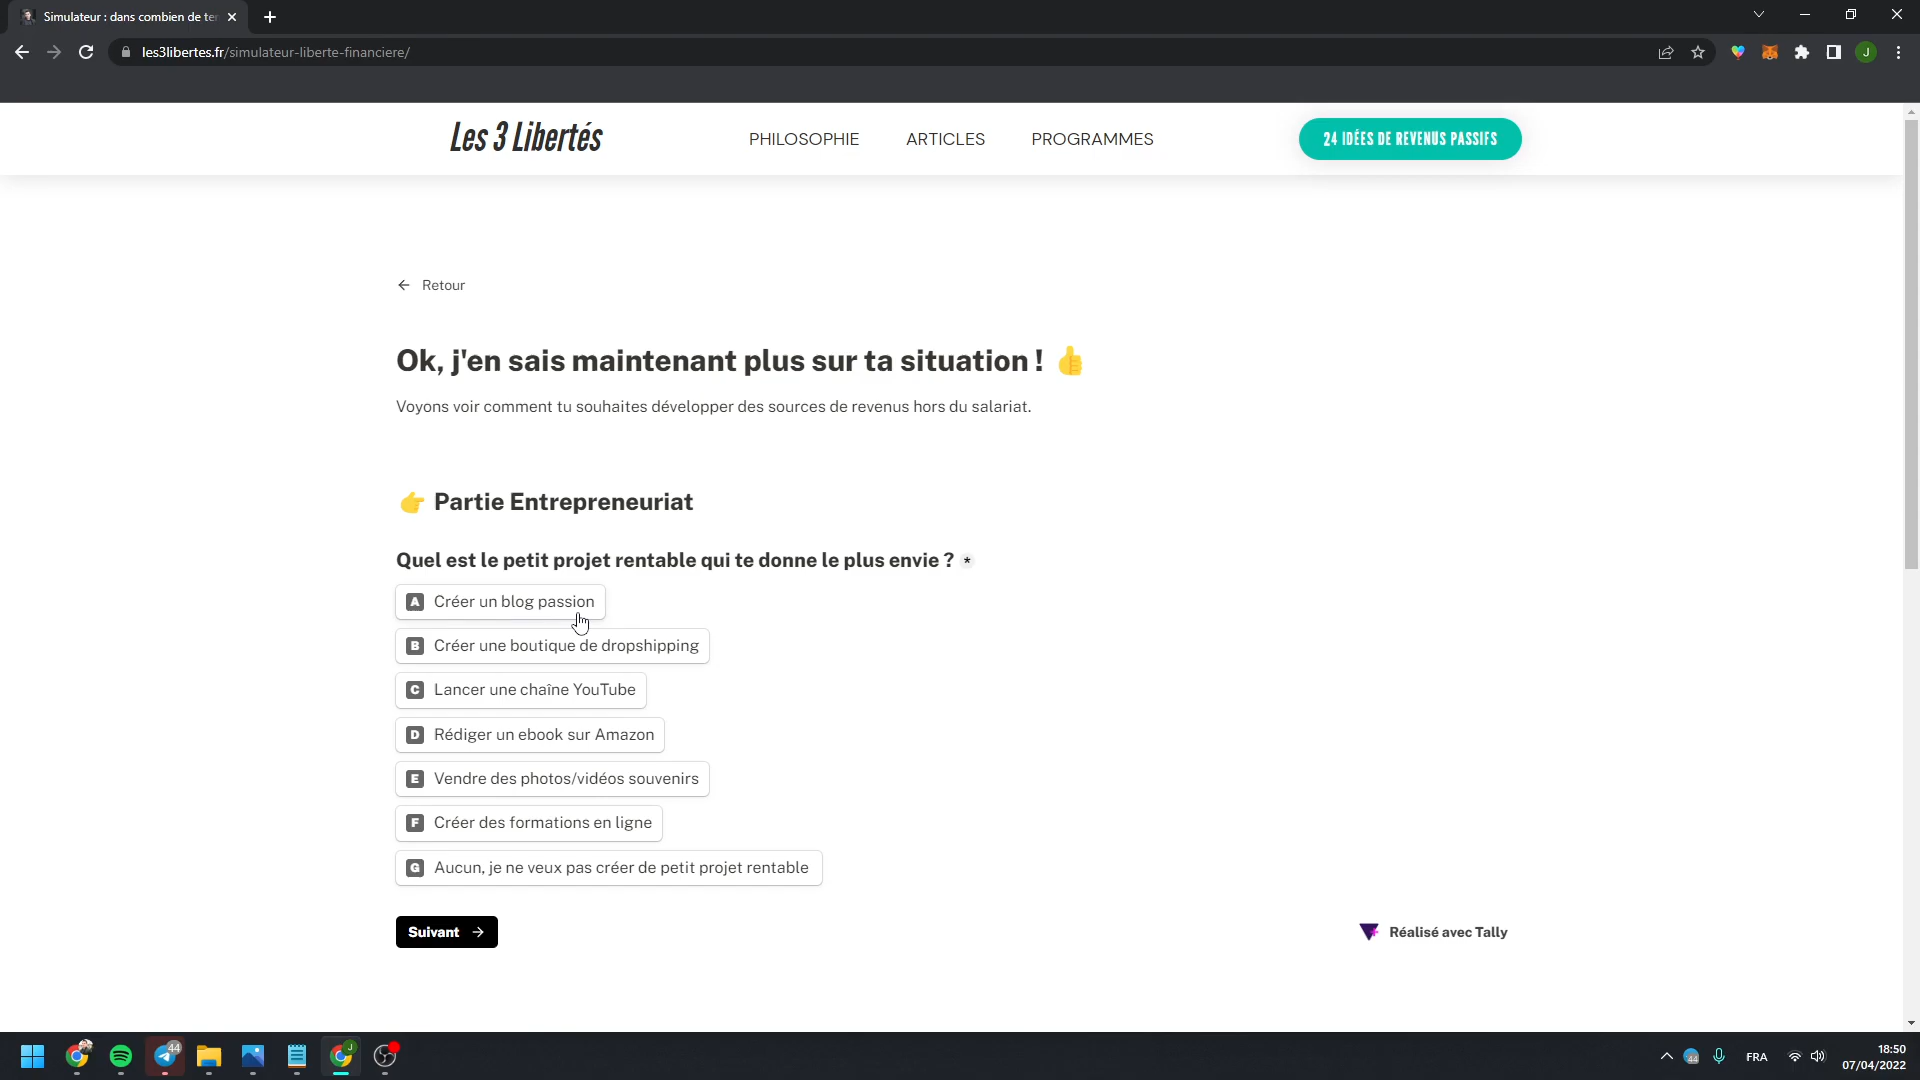 Simulateur : dans combien de te
les3libertes.fr/simulateur-liberte-financiere/
J
Les 3 Libertés
PHILOSOPHIE
ARTICLES
PROGRAMMES
24 IDÉES DE REVENUS PASSIFS
Retour
Ok, j'en sais maintenant plus sur ta situation !
Voyons voir comment tu souhaites développer des sources de revenus hors du salariat.
Partie Entrepreneuriat
Quel est le petit projet rentable qui te donne le plus envie ? *
A Créer un blog passion
B Créer une boutique de dropshipping
C Lancer une chaîne YouTube
D Rédiger un ebook sur Amazon
E Vendre des photos/vidéos souvenirs
F Créer des formations en ligne
G Aucun, je ne veux pas créer de petit projet rentable
Suivant
Réalisé avec Tally
44
J
44
FRA
18:50
07/04/2022